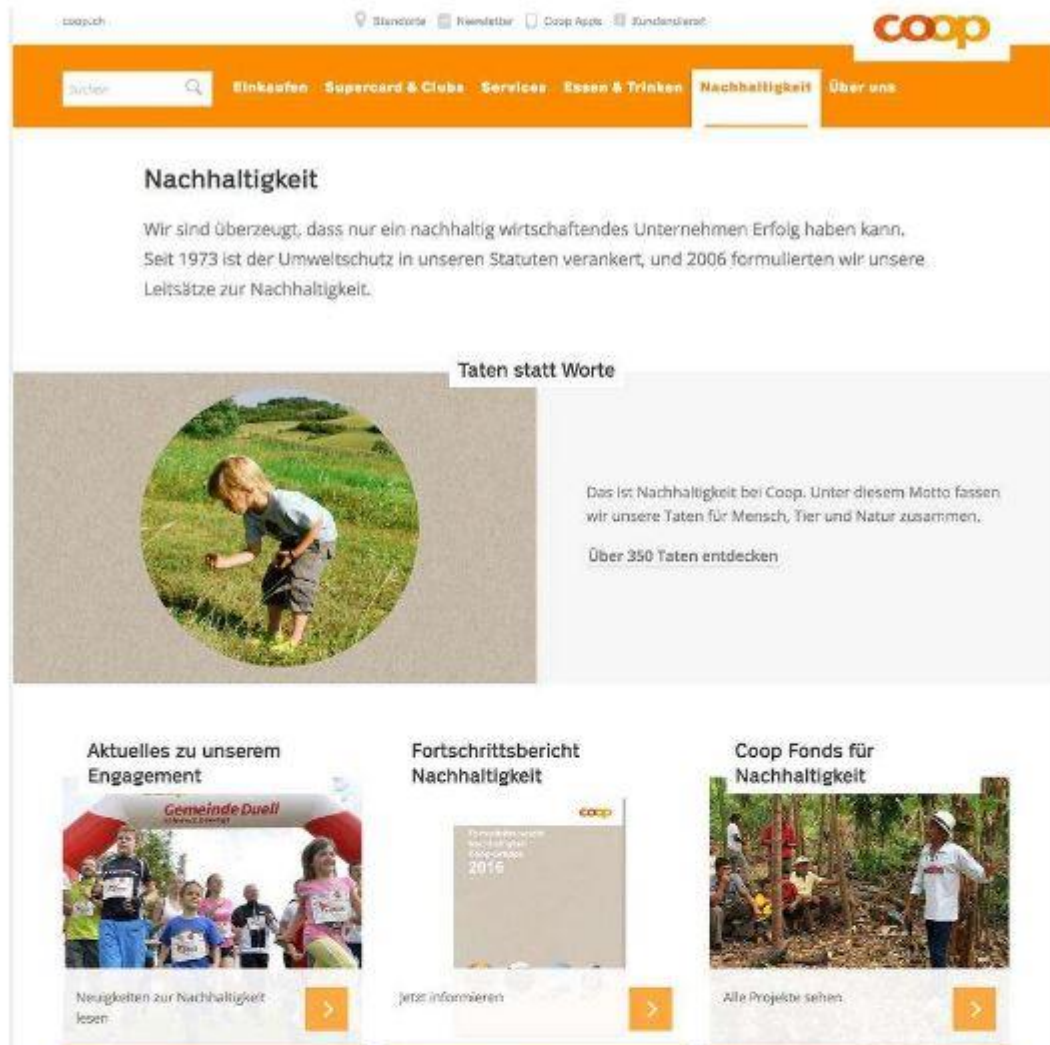 coop.ch
Standorte Newsletter Coop Apps Kundendienst
coop
Suchen
Einkaufen Supercard & Clubs Services Essen & Trinken Nachhaltigkeit Über uns
Nachhaltigkeit
Wir sind überzeugt, dass nur ein nachhaltig wirtschaftendes Unternehmen Erfolg haben kann.
Seit 1973 ist der Umweltschutz in unseren Statuten verankert, und 2006 formulierten wir unsere
Leitsätze zur Nachhaltigkeit.
Taten statt Worte
Das ist Nachhaltigkeit bei Coop. Unter diesem Motto fassen
wir unsere Taten für Mensch, Tier und Natur zusammen.
Über 350 Taten entdecken
Aktuelles zu unserem
Engagement
Gemeinde Duell
Neuigkeiten zur Nachhaltigkeit
lesen
Fortschrittsbericht
Nachhaltigkeit
coop
Fortschrittsbericht
Nachhaltigkeit
Coop-Gruppe
2016
Jetzt informieren
Coop Fonds für
Nachhaltigkeit
Alle Projekte sehen